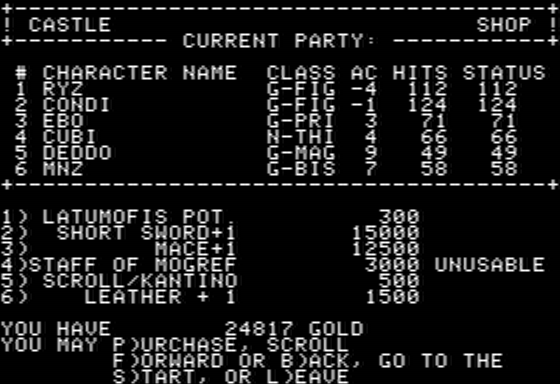 ! CASTLE SHOP !
CURRENT PARTY:
# CHARACTER NAME CLASS AC HITS STATUS
1 RYZ G-FIG -4 112 112
2 CONDI G-FIG -1 124 124
3 EBO G-PRI 3 71 71
4 CUBI N-THI 4 66 66
5 DEDDO G-MAG 9 49 49
6 MNZ G-BIS 7 58 58
1) LATUMOFIS POT. 300
2) SHORT SWORD+1 15000
3) MACE+1 12500
4)STAFF OF MOGREF 3000 UNUSABLE
5) SCROLL/KANTINO 500
6) LEATHER + 1 1500
YOU HAVE 24817 GOLD
YOU MAY P)URCHASE, SCROLL
F)ORWARD OR B)ACK, GO TO THE
S)TART, OR L)EAVE